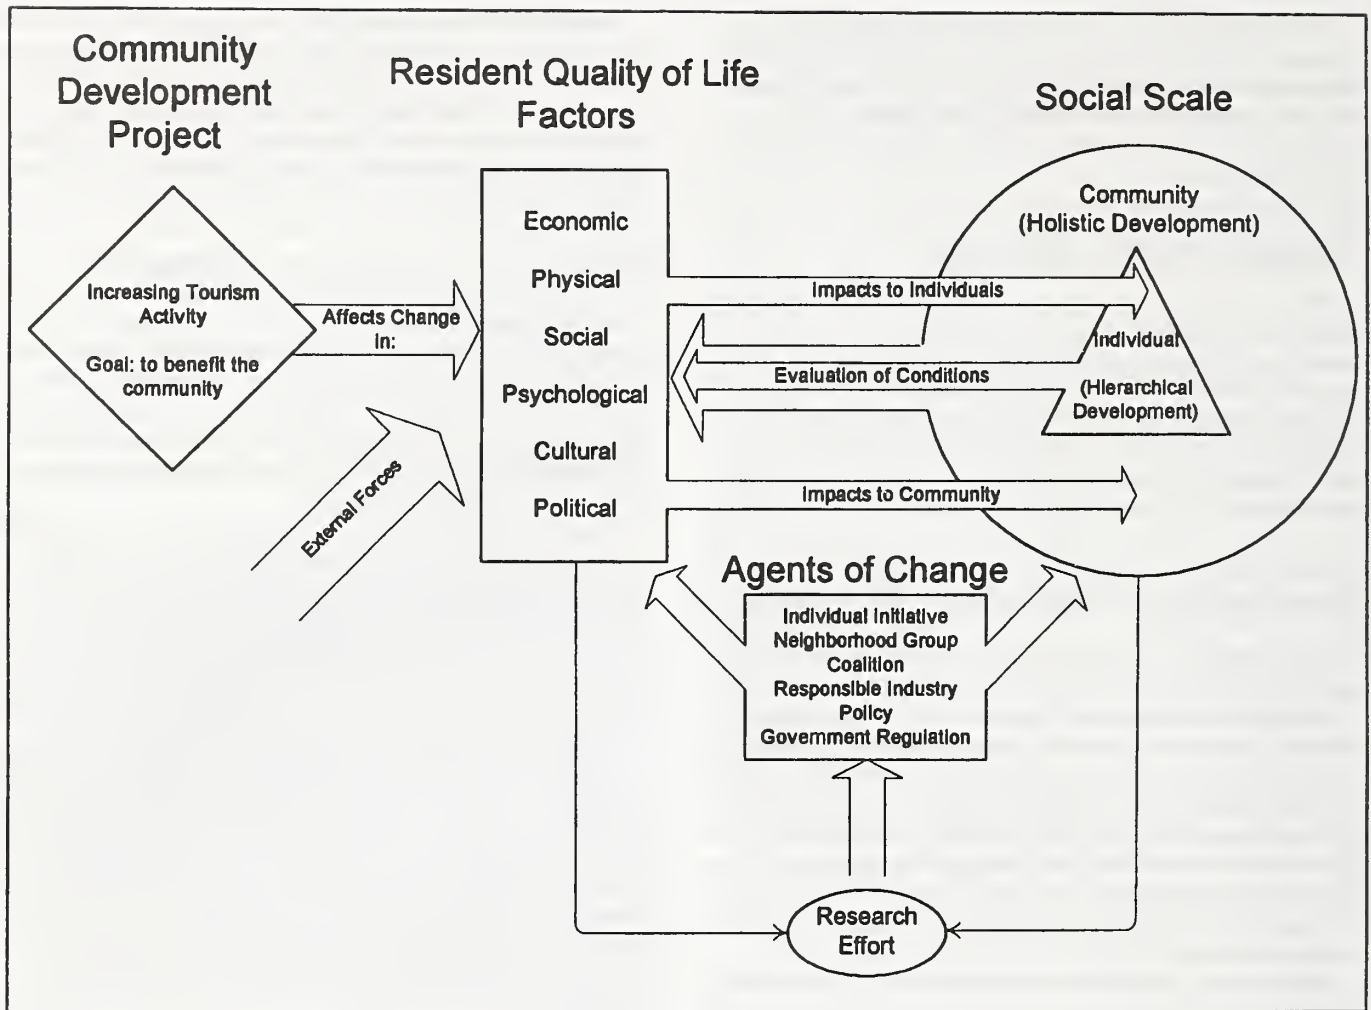 Community
Development
Project
Resident Quality of Life
Factors
Social Scale
Increasing Tourism
Activity
Goal: to benefit the
community
Affects Change
in:
External Forces
Economic
Physical
Social
Psychological
Cultural
Political
Impacts to Individuals
Evaluation of Conditions
Impacts to Community
Community
(Holistic Development)
Individual
(Hierarchical
Development)
Agents of Change
Individual Initiative
Neighborhood Group
Coalition
Responsible Industry
Policy
Government Regulation
Research
Effort